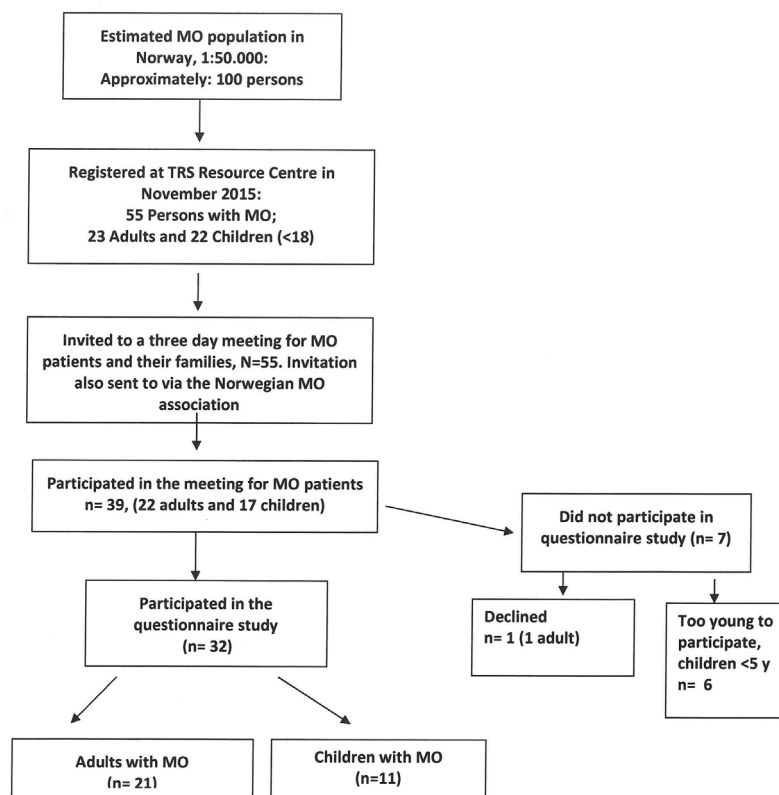 Estimated MO population in
Norway, 1:50.000:
Approximately: 100 persons
Registered at TRS Resource Centre in
November 2015:
55 Persons with MO;
23 Adults and 22 Children (<18)
Invited to a three day meeting for MO
patients and their families, N=55. Invitation
also sent to via the Norwegian MO
association
Participated in the meeting for MO patients
n= 39, (22 adults and 17 children)
Did not participate in
questionnaire study (n= 7)
Participated in the
questionnaire study
(n= 32)
Declined
n= 1 (1 adult)
Too young to
participate,
children <5 y
n= 6
Adults with MO
(n= 21)
Children with MO
(n=11)